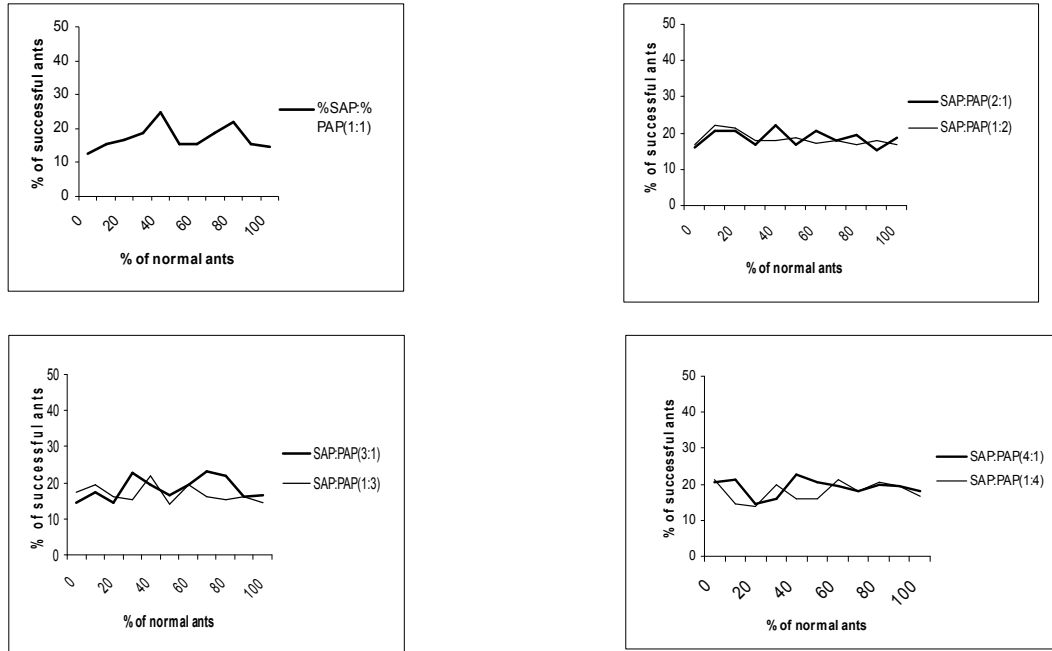 50
40
30
20
10
0
% of successful ants
0 20 40 60 80 100
% of normal ants
%SAP:%
PAP(1:1)
50
40
30
20
10
0
% of successful ants
0 20 40 60 80 100
% of normal ants
SAP:PAP(2:1)
SAP:PAP(1:2)
50
40
30
20
10
0
% of successful ants
0 20 40 60 80 100
% of normal ants
SAP:PAP(3:1)
SAP:PAP(1:3)
50
40
30
20
10
0
% of successful ants
0 20 40 60 80 100
% of normal ants
SAP:PAP(4:1)
SAP:PAP(1:4)